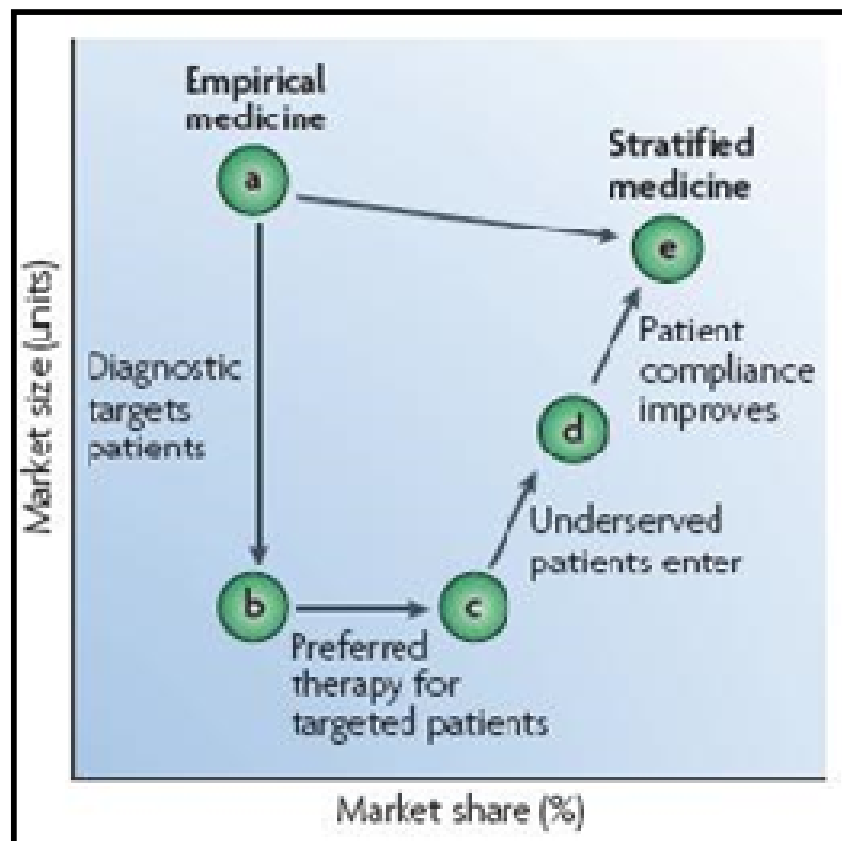 Empirical
medicine
a
Stratified
medicine
e
Market size (units)
Diagnostic
targets
patients
Patient
compliance
improves
d
Underserved
patients enter
b
c
Preferred
therapy for
targeted patients
Market share (%)